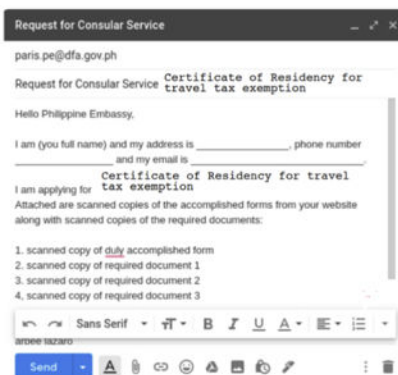 Request for Consular Service
paris.pe@dfa.gov.ph
Request for Consular Service Certificate of Residency for
travel tax exemption
Hello Philippine Embassy,
I am (you full name) and my address is ____________________, phone number
____________________ and my email is ____________________________________.
Certificate of Residency for travel
I am applying for tax exemption
Attached are scanned copies of the accomplished forms from your website
along with scanned copies of the required documents:
1. scanned copy of duly accomplished form
2. scanned copy of required document 1
3. scanned copy of required document 2
4, scanned copy of required document 3
Sans Serif B I U A
arbee lazaro
Send A